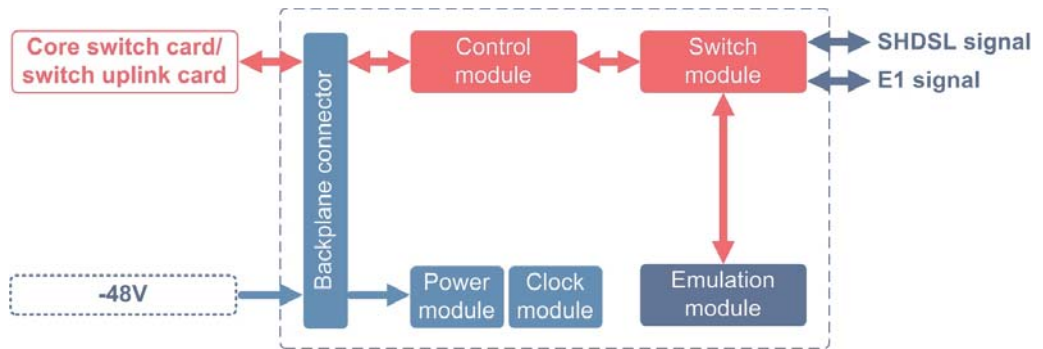 Core switch card/
switch uplink card
Backplane connector
Control
module
Switch
module
SHDSL signal
E1 signal
-48V
Power
module
Clock
module
Emulation
module